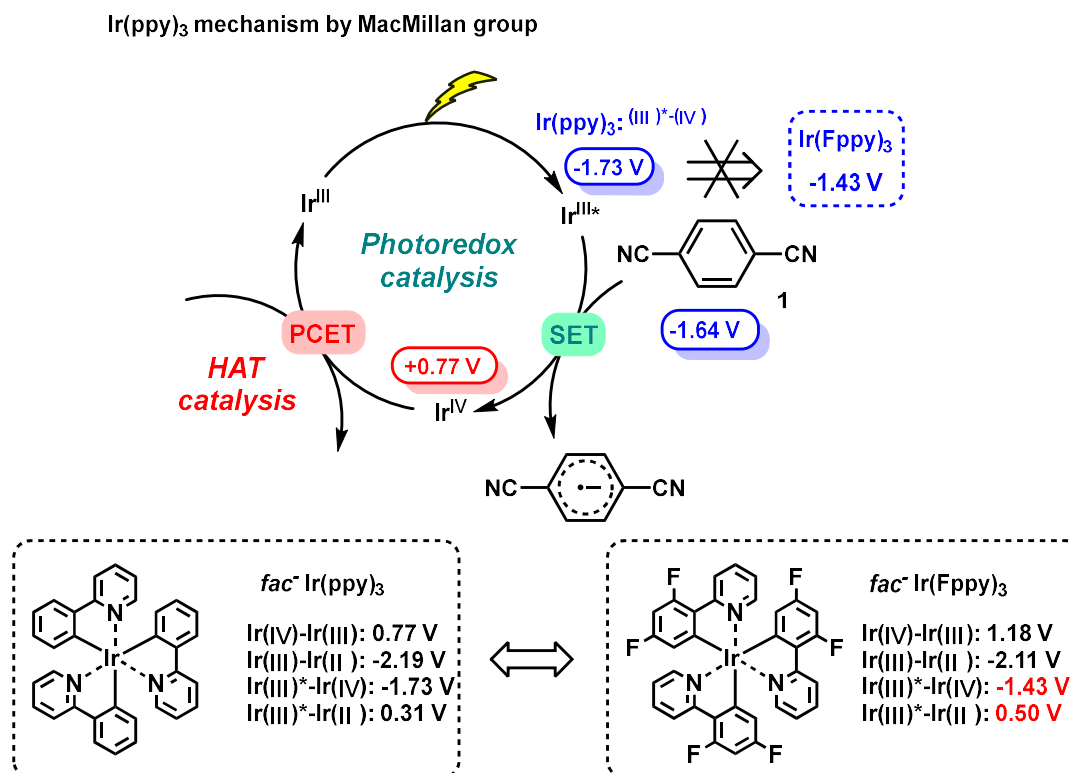 Ir(ppy)₃ mechanism by MacMillan group
Ir(ppy)₃: (III)*-(IV)
-1.73 V
Ir(Fppy)₃
-1.43 V
Irᴵᴵᴵ
Irᴵᴵᴵ*
Photoredox
catalysis
NC
CN
1
-1.64 V
PCET
SET
HAT
catalysis
+0.77 V
Irᴵⱽ
NC
CN
fac- Ir(ppy)₃
N
Ir
N
N
Ir(IV)-Ir(III): 0.77 V
Ir(III)-Ir(II ): -2.19 V
Ir(III)*-Ir(IV): -1.73 V
Ir(III)*-Ir(II ): 0.31 V
fac- Ir(Fppy)₃
F
F
N
F
F
Ir
N
N
F
F
Ir(IV)-Ir(III): 1.18 V
Ir(III)-Ir(II ): -2.11 V
Ir(III)*-Ir(IV): -1.43 V
Ir(III)*-Ir(II ): 0.50 V